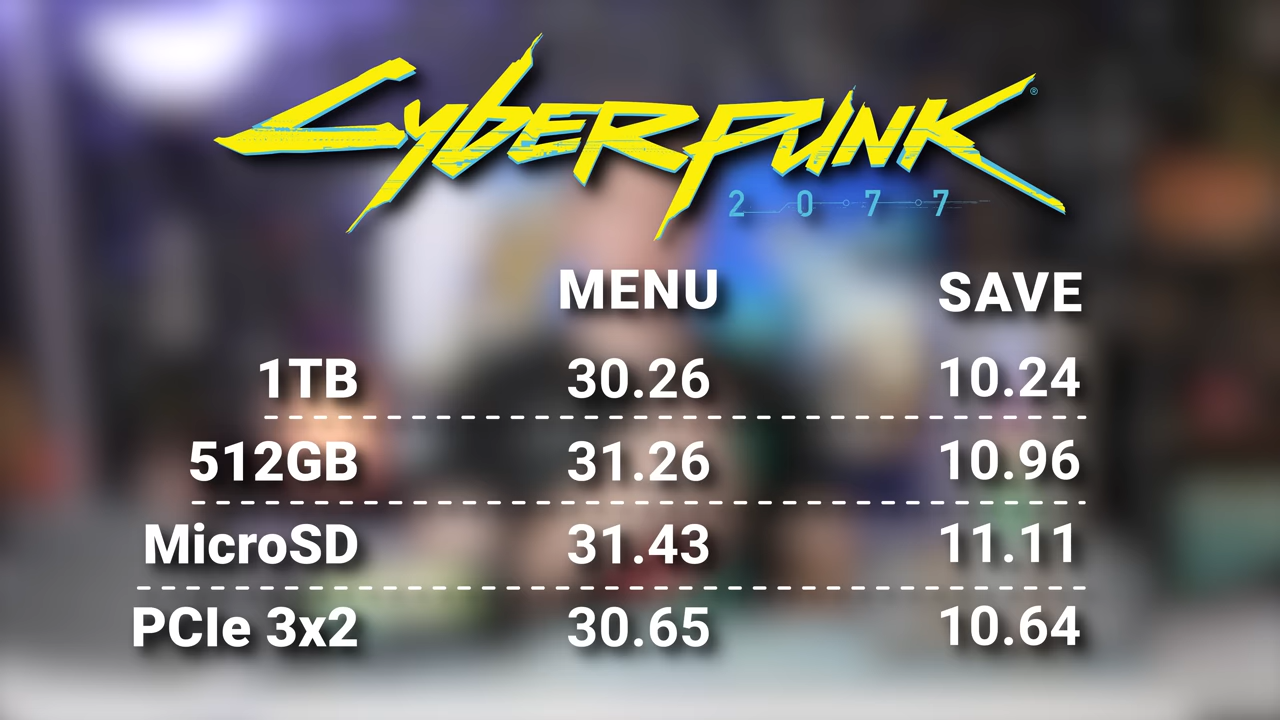 Cyberpunk®
2077
MENU SAVE
1TB 30.26 10.24
512GB 31.26 10.96
MicroSD 31.43 11.11
PCIe 3x2 30.65 10.64